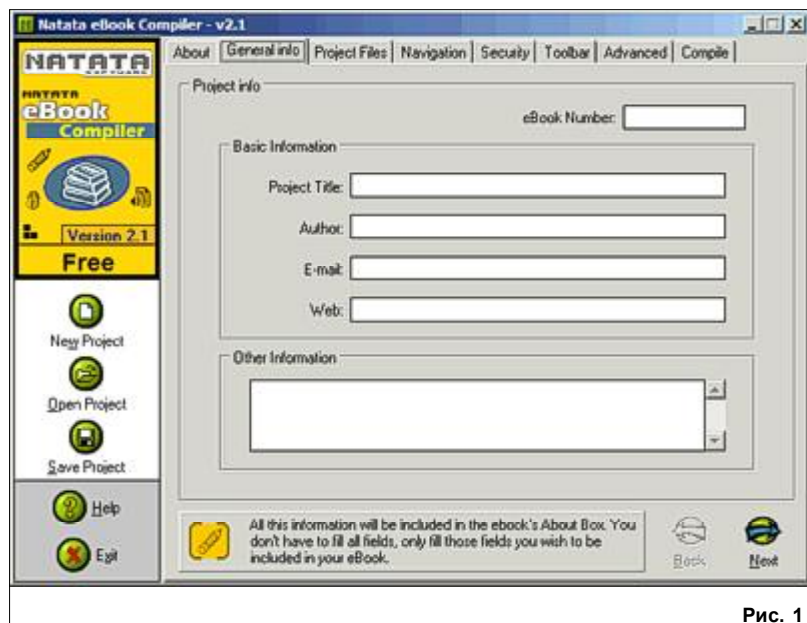 Natata eBook Compiler - v2.1
NATATA
SOFTWARE
NATATA
eBook
Compiler
Version 2.1
Free
New Project
Open Project
Save Project
Help
Exit
About General info Project Files Navigation Security Toolbar Advanced Compile
Project info
eBook Number:
Basic Information
Project Title:
Author:
E-mail:
Web:
Other Information
All this information will be included in the ebook's About Box. You
don't have to fill all fields, only fill those fields you wish to be
included in your eBook.
Back
Next
Рис. 1